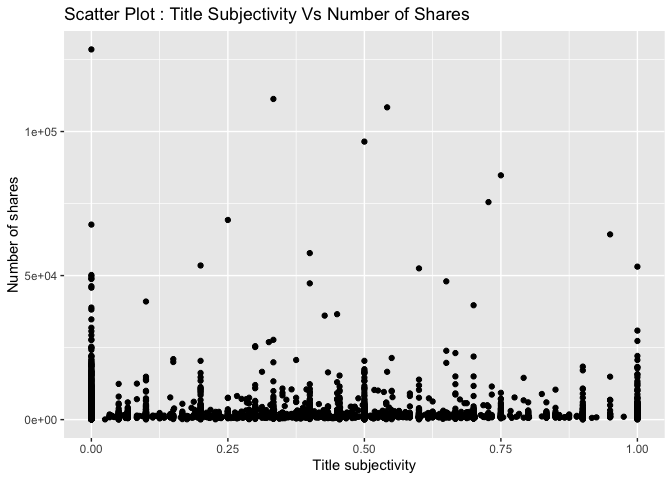 Scatter Plot : Title Subjectivity Vs Number of Shares
Number of shares
1e+05
5e+04
0e+00
0.00 0.25 0.50 0.75 1.00
Title subjectivity